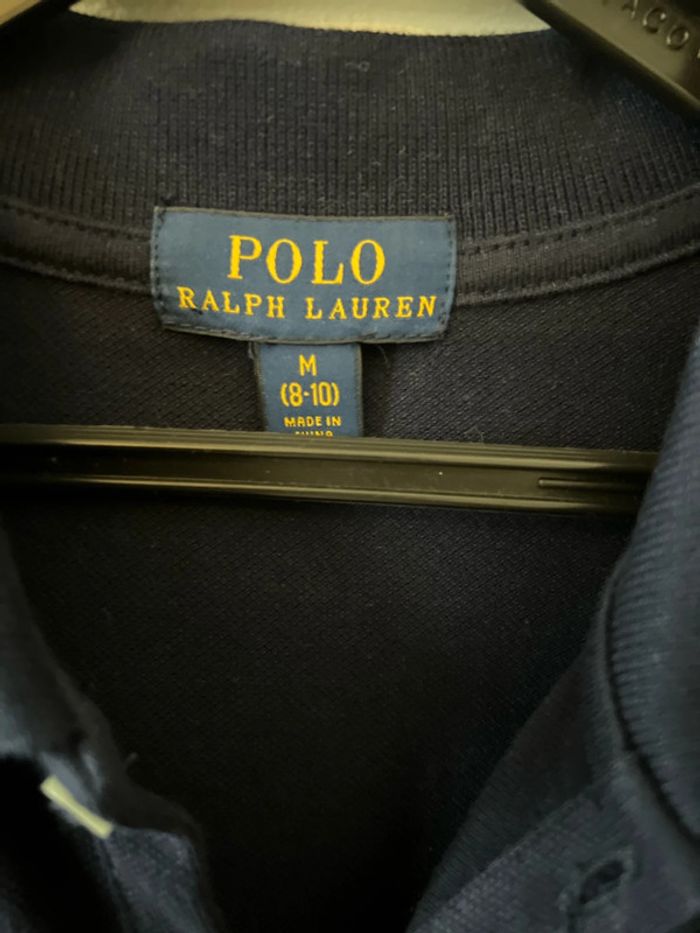 POLO
RALPH LAUREN
M
(8-10)
MADE IN